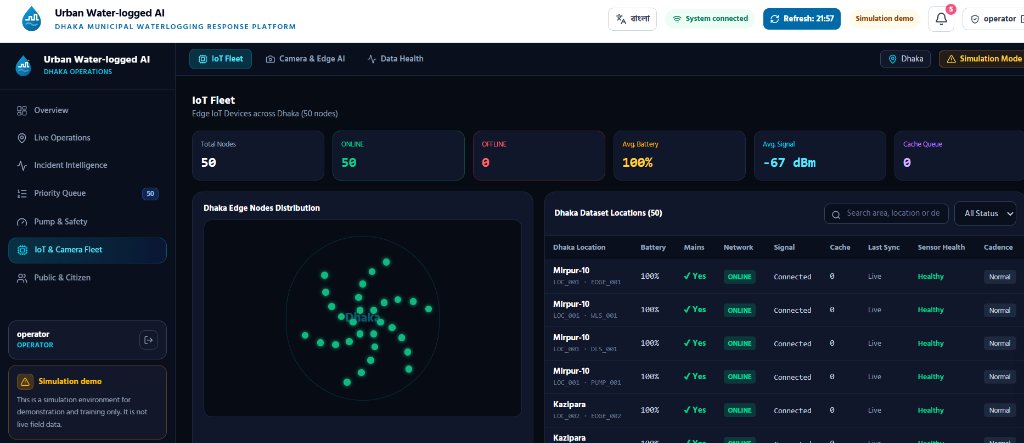 Urban Water-logged AI
DHAKA MUNICIPAL WATERLOGGING RESPONSE PLATFORM
বাংলা
System connected
Refresh: 21:57
Simulation demo
5
operator
Urban Water-logged AI
DHAKA OPERATIONS
IoT Fleet
Camera & Edge AI
Data Health
Dhaka
Simulation Mode
Overview
Live Operations
Incident Intelligence
Priority Queue
50
Pump & Safety
IoT & Camera Fleet
Public & Citizen
operator
OPERATOR
Simulation demo
This is a simulation environment for
demonstration and training only. It is not
live field data.
IoT Fleet
Edge IoT Devices across Dhaka (50 nodes)
Total Nodes
50
ONLINE
50
OFFLINE
0
Avg. Battery
100%
Avg. Signal
-67 dBm
Cache Queue
0
Dhaka Edge Nodes Distribution
Dhaka
Dhaka Dataset Locations (50)
Search area, location or de
All Status
Dhaka Location Battery Mains Network Signal Cache Last Sync Sensor Health Cadence
Mirpur-10
LOC_001 · EDGE_001
100% ✓ Yes ONLINE Connected 0 Live Healthy Normal
Mirpur-10
LOC_001 · WLS_001
100% ✓ Yes ONLINE Connected 0 Live Healthy Normal
Mirpur-10
LOC_001 · DLS_001
100% ✓ Yes ONLINE Connected 0 Live Healthy Normal
Mirpur-10
LOC_001 · PUMP_001
100% ✓ Yes ONLINE Connected 0 Live Healthy Normal
Kazipara
LOC_002 · EDGE_002
100% ✓ Yes ONLINE Connected 0 Live Healthy Normal
Kazipara